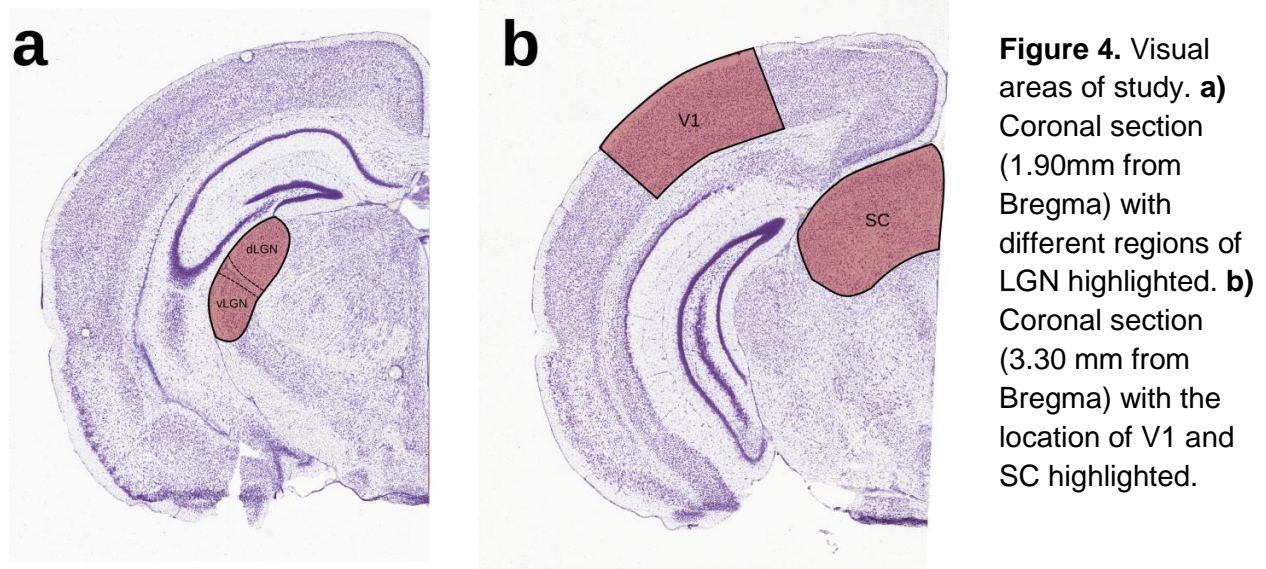 a
dLGN
vLGN
b
V1
SC
Figure 4. Visual
areas of study. a)
Coronal section
(1.90mm from
Bregma) with
different regions of
LGN highlighted. b)
Coronal section
(3.30 mm from
Bregma) with the
location of V1 and
SC highlighted.